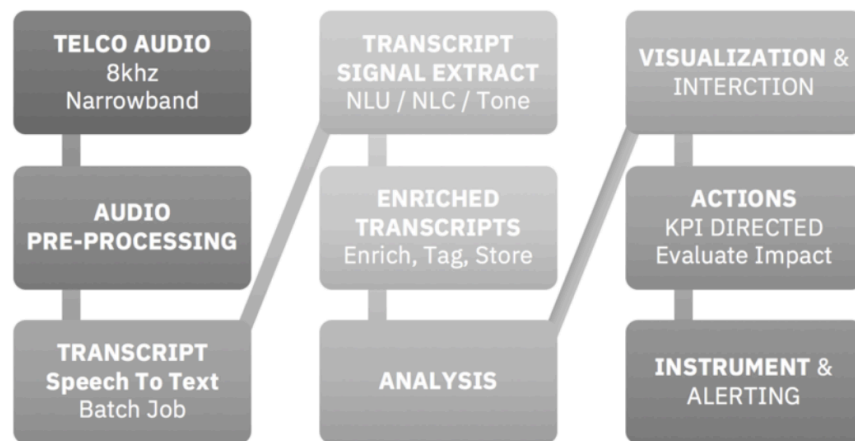 TELCO AUDIO
8khz
Narrowband
AUDIO
PRE-PROCESSING
TRANSCRIPT
Speech To Text
Batch Job
TRANSCRIPT
SIGNAL EXTRACT
NLU / NLC / Tone
ENRICHED
TRANSCRIPTS
Enrich, Tag, Store
ANALYSIS
VISUALIZATION &
INTERCTION
ACTIONS
KPI DIRECTED
Evaluate Impact
INSTRUMENT &
ALERTING